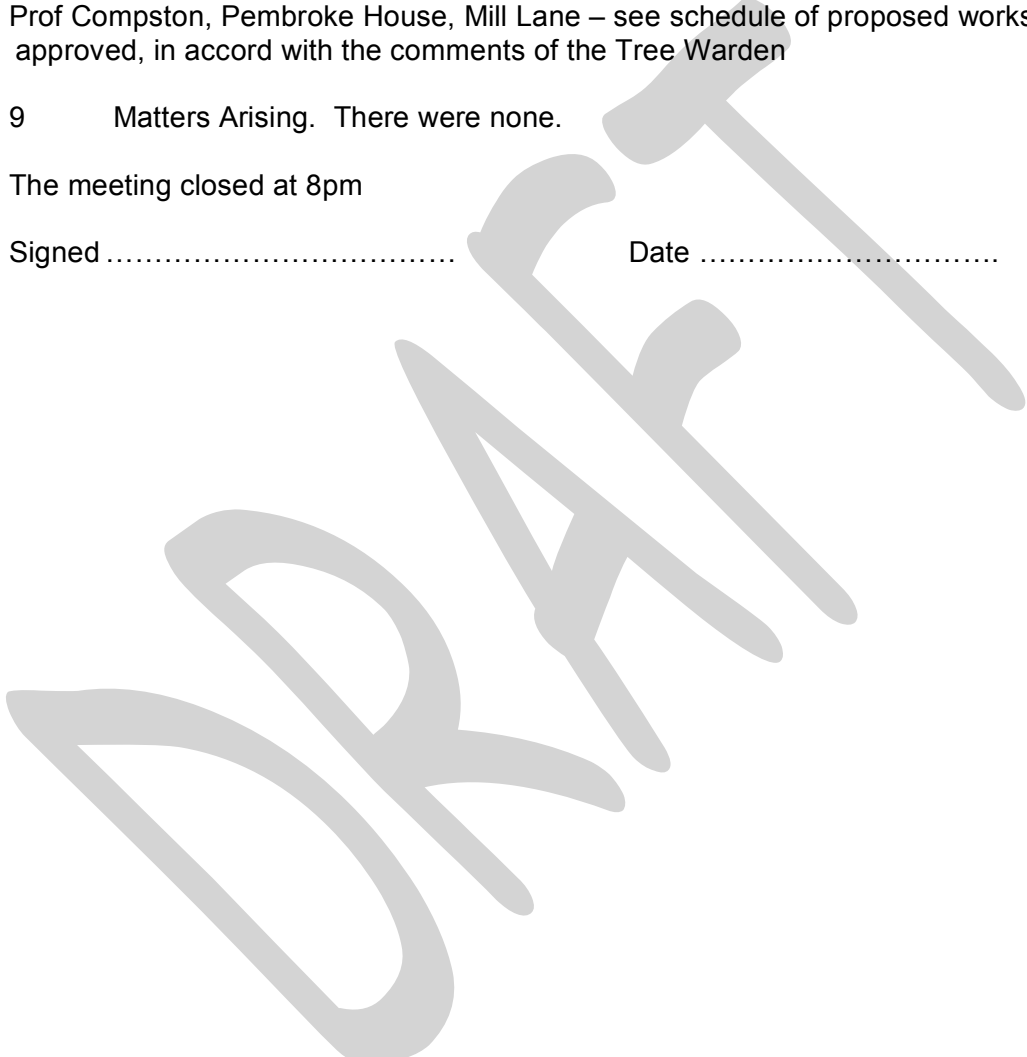 Prof Compston, Pembroke House, Mill Lane – see schedule of proposed works
approved, in accord with the comments of the Tree Warden
9 Matters Arising. There were none.
The meeting closed at 8pm
Signed ………………………………. Date ………………………….
DRAFT